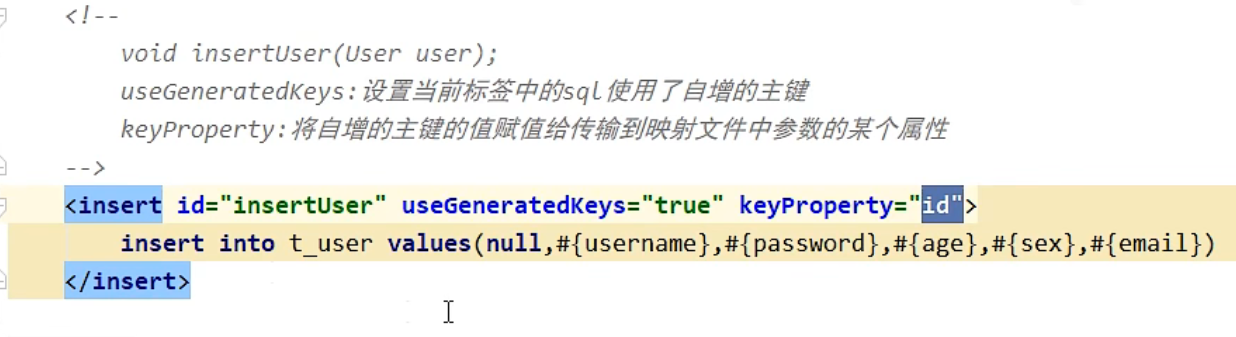 <!--
void insertUser(User user);
useGeneratedKeys:设置当前标签中的sql使用了自增的主键
keyProperty:将自增的主键的值赋值给传输到映射文件中参数的某个属性
-->
<insert id="insertUser" useGeneratedKeys="true" keyProperty="id">
insert into t_user values(null,#{username},#{password},#{age},#{sex},#{email})
</insert>